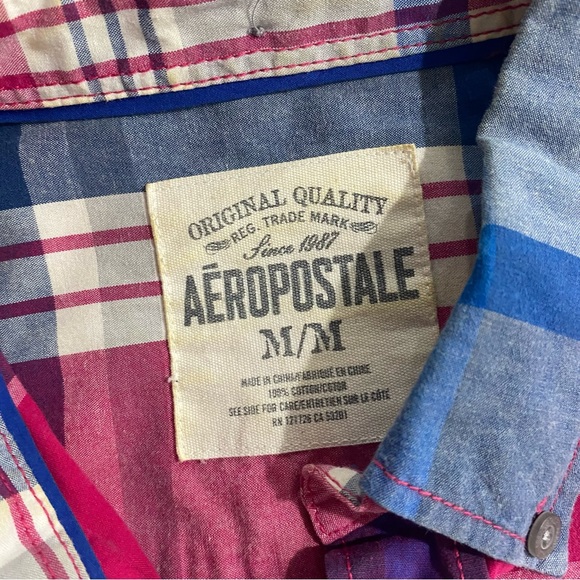 ORIGINAL QUALITY
REG. TRADE MARK
Since 1987
AÉROPOSTALE
M/M
MADE IN CHINA/FABRIQUÉ EN CHINE
100% COTTON/COTON
SEE SIDE FOR CARE/ENTRETIEN SUR LE CÔTÉ
RN 121726 CA 53201